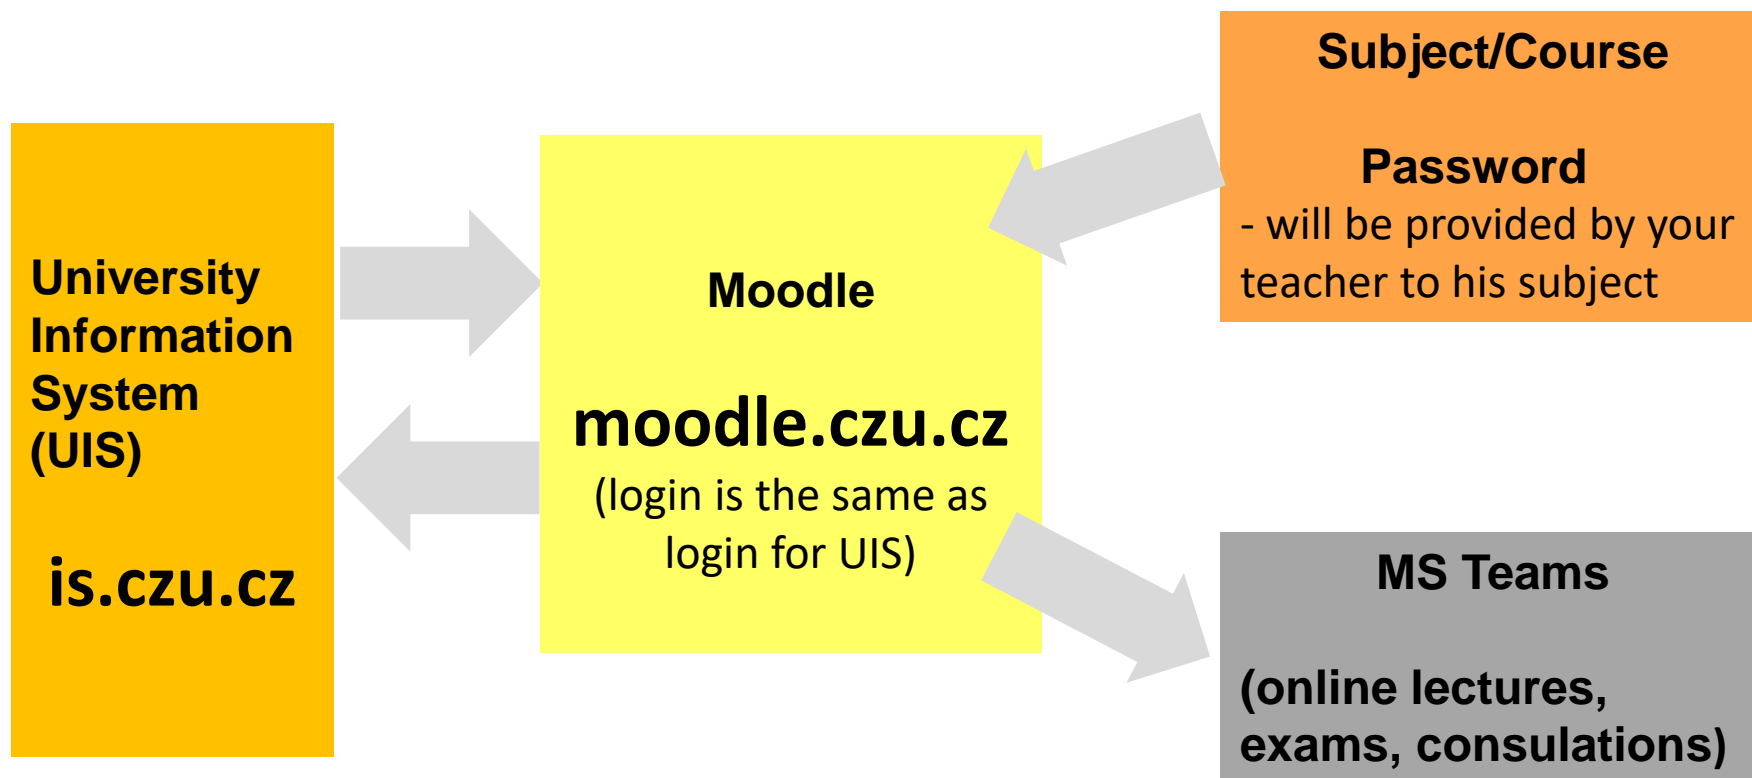 University
Information
System
(UIS)
is.czu.cz
Moodle
moodle.czu.cz
(login is the same as
login for UIS)
Subject/Course
Password
- will be provided by your
teacher to his subject
MS Teams
(online lectures,
exams, consulations)